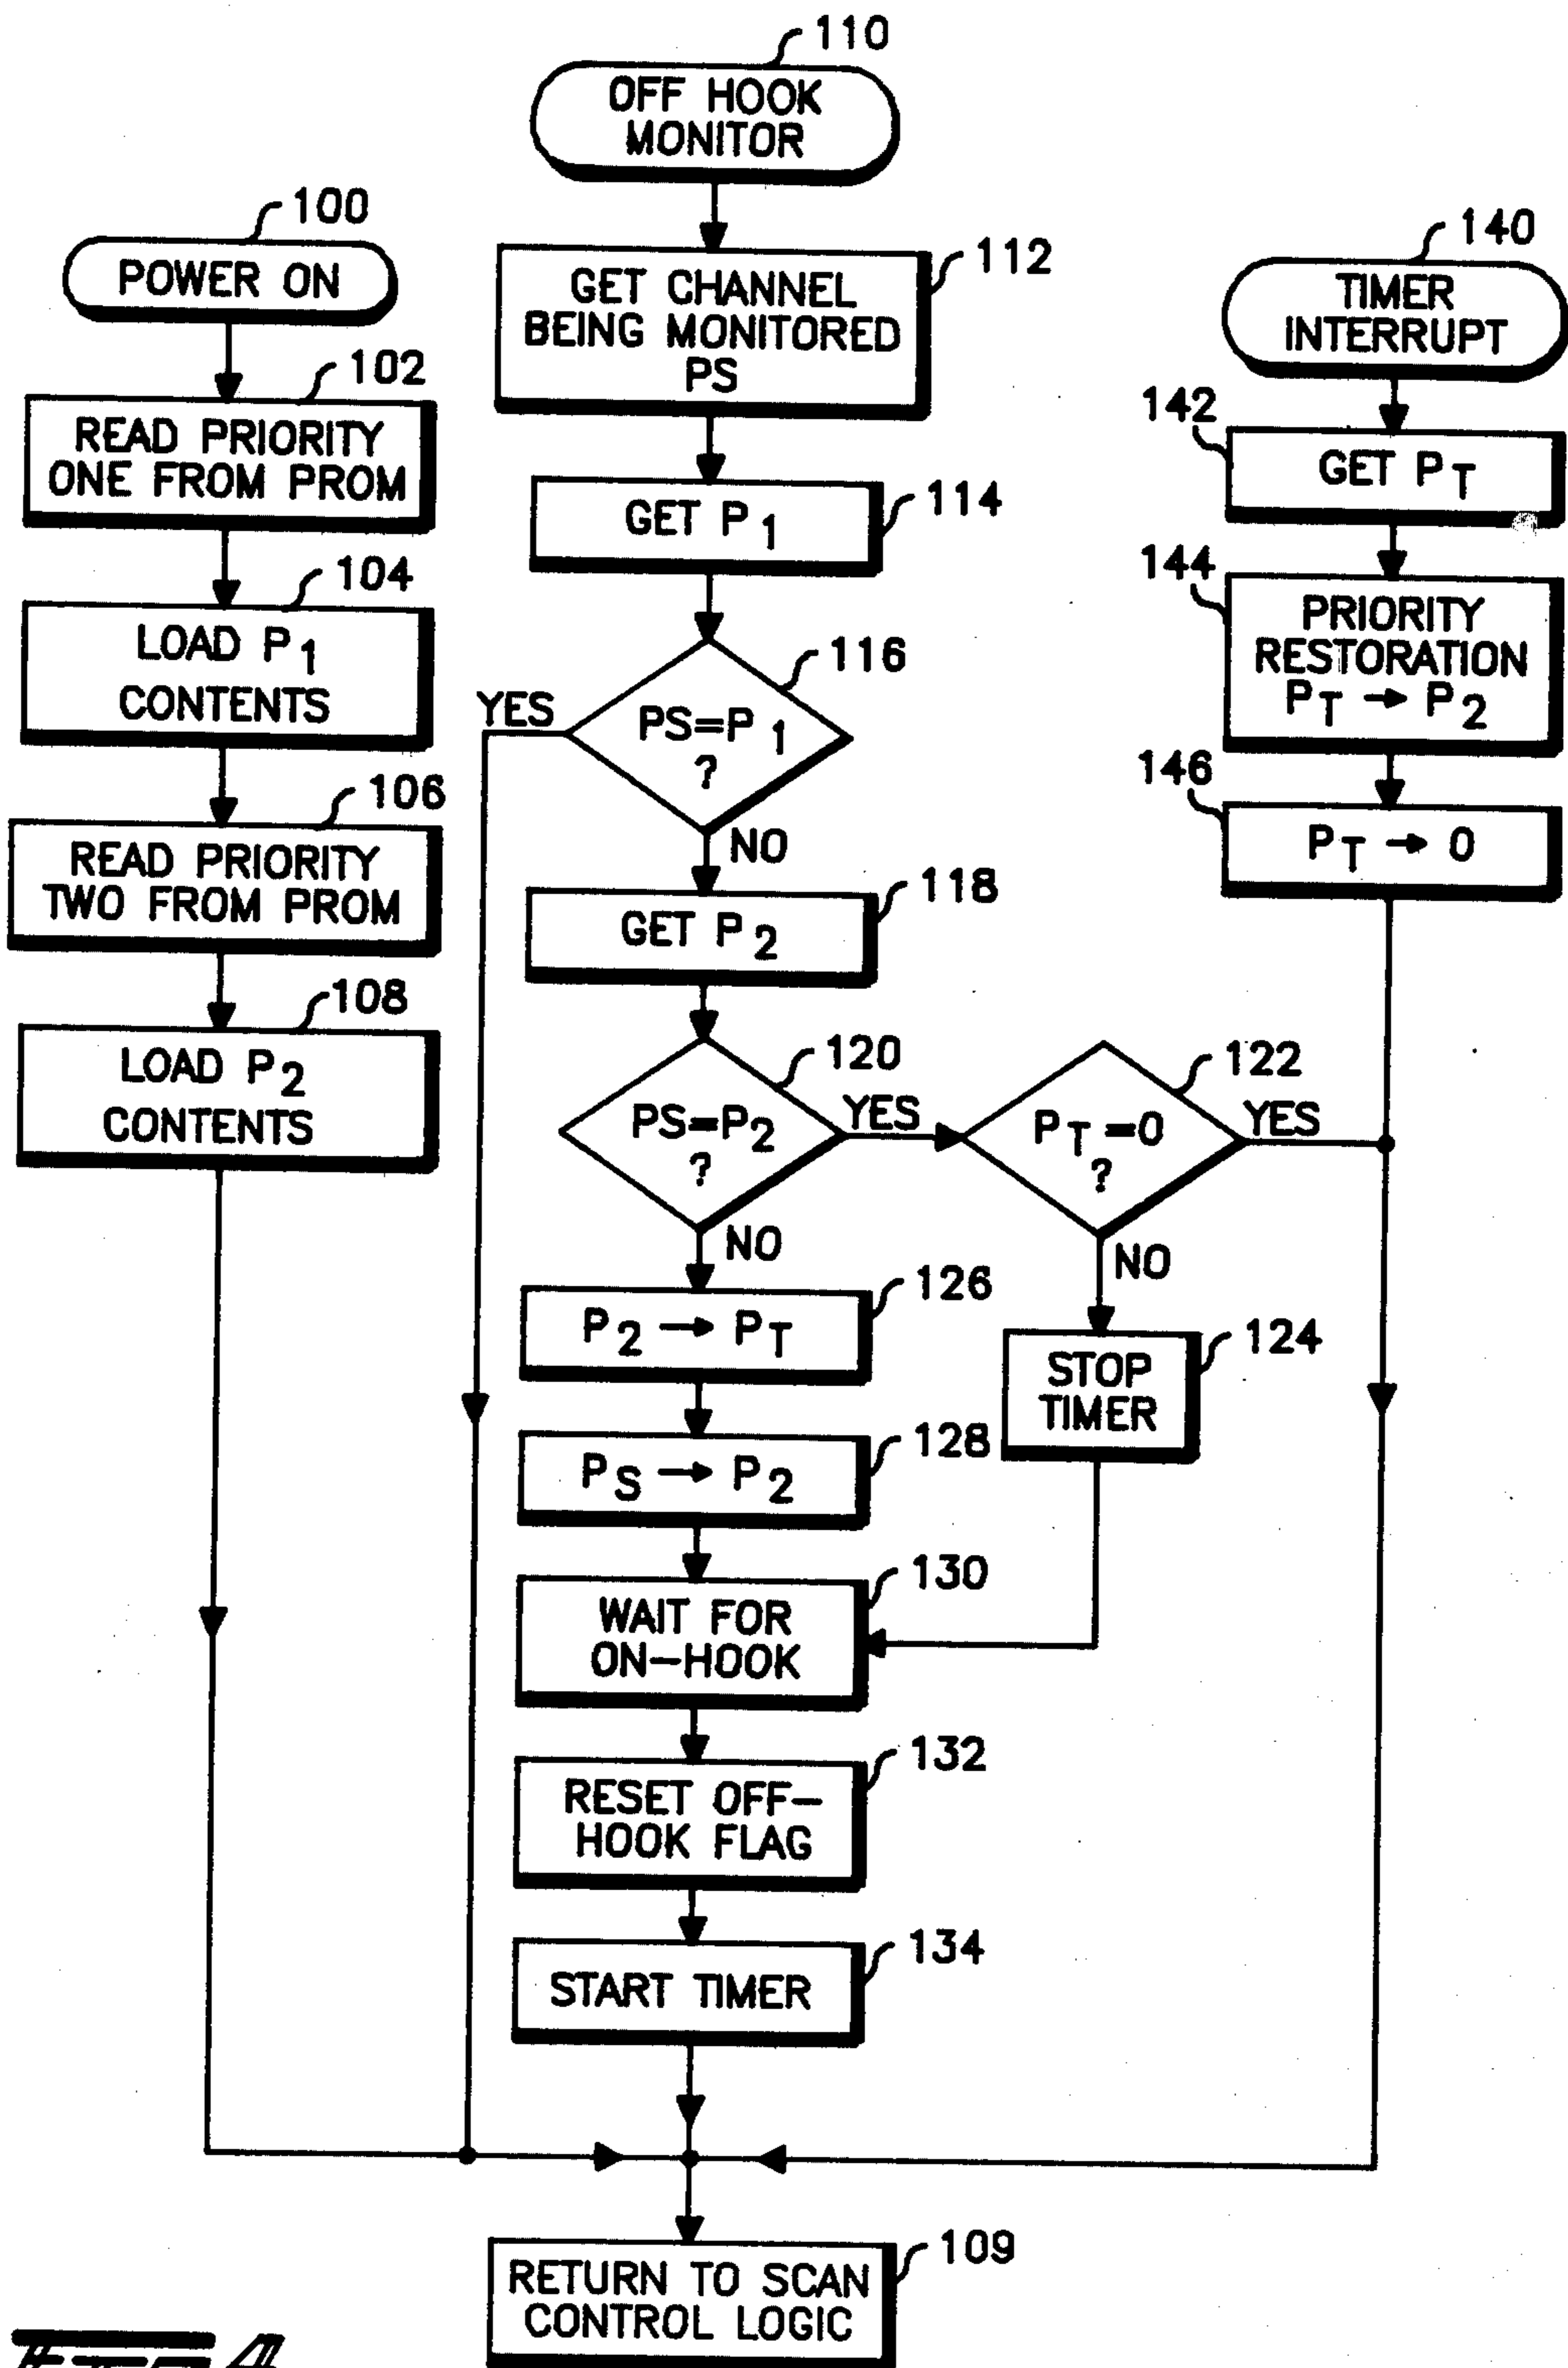 100
POWER ON
102
READ PRIORITY
ONE FROM PROM
104
LOAD P1
CONTENTS
106
READ PRIORITY
TWO FROM PROM
108
LOAD P2
CONTENTS
110
OFF HOOK
MONITOR
112
GET CHANNEL
BEING MONITORED
PS
114
GET P1
116
PS=P1
?
YES
NO
118
GET P2
120
PS=P2
?
YES
NO
122
PT=0
?
YES
NO
124
STOP
TIMER
126
P2 → PT
128
PS → P2
130
WAIT FOR
ON-HOOK
132
RESET OFF-
HOOK FLAG
134
START TIMER
140
TIMER
INTERRUPT
142
GET PT
144
PRIORITY
RESTORATION
PT → P2
146
PT → 0
109
RETURN TO SCAN
CONTROL LOGIC